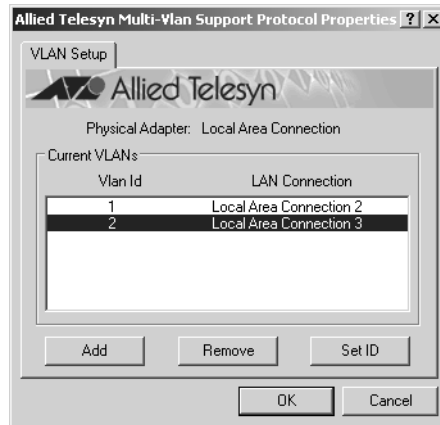 Allied Telesyn Multi-Vlan Support Protocol Properties ? X
VLAN Setup
Allied Telesyn
Physical Adapter: Local Area Connection
Current VLANs
Vlan Id LAN Connection
1 Local Area Connection 2
2 Local Area Connection 3
Add Remove Set ID
OK Cancel